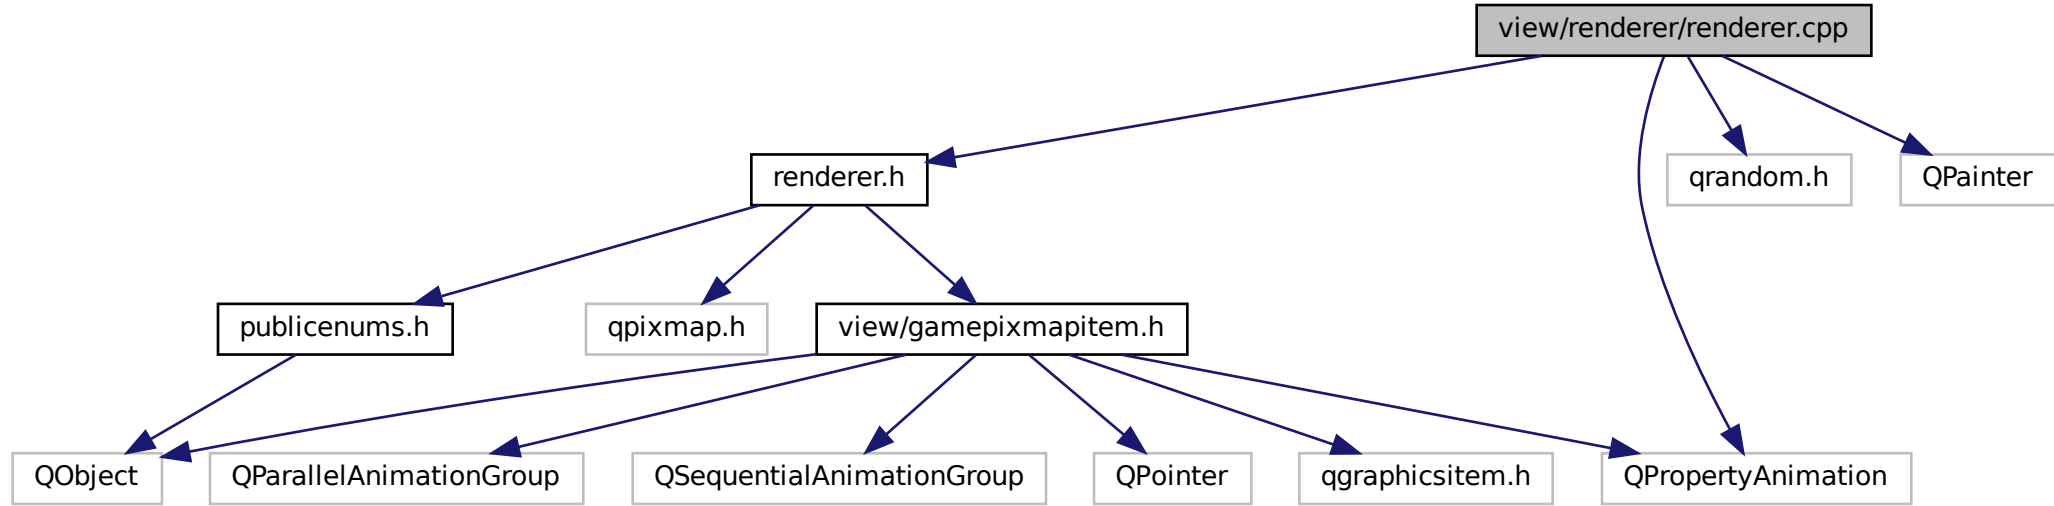 view/renderer/renderer.cpp
renderer.h
qrandom.h
QPainter
publicenums.h
qpixmap.h
view/gamepixmapitem.h
QObject
QParallelAnimationGroup
QSequentialAnimationGroup
QPointer
qgraphicsitem.h
QPropertyAnimation